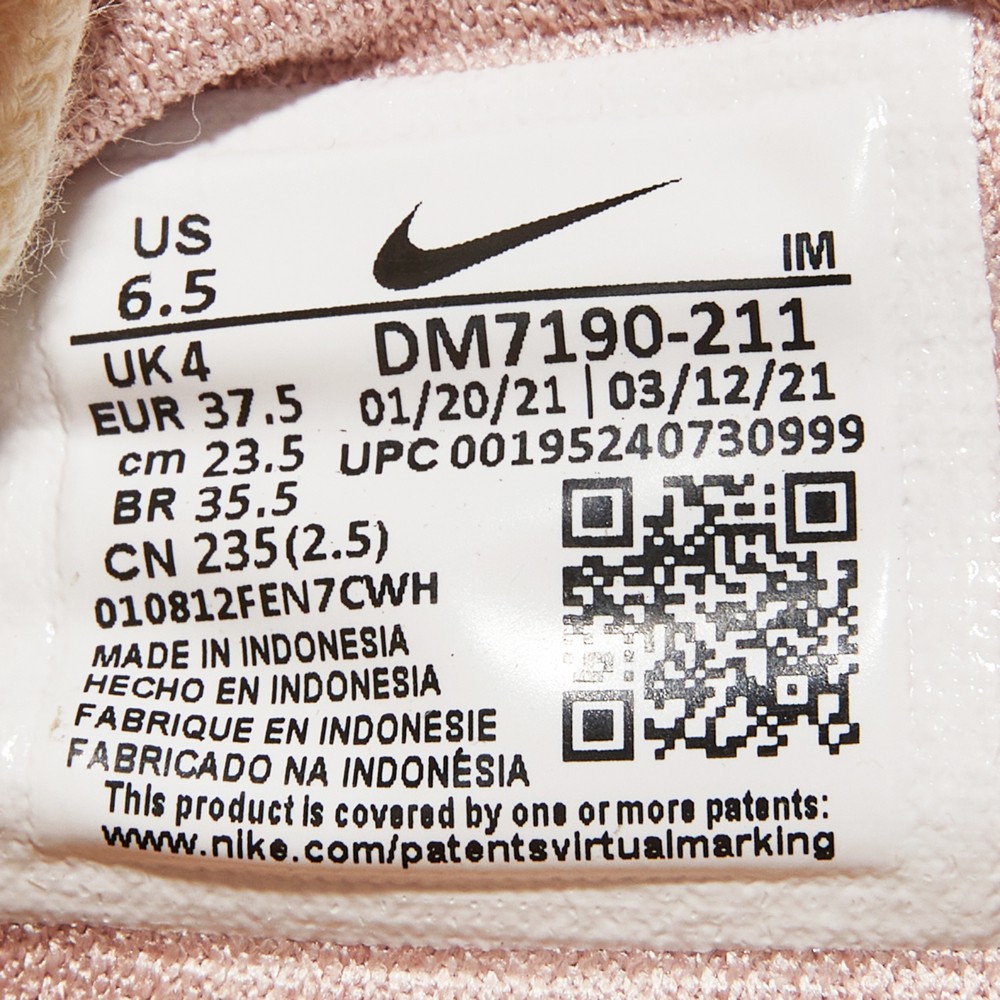 US
6.5
IM
UK 4
DM7190-211
EUR 37.5
01/20/21 | 03/12/21
cm 23.5
UPC 00195240730999
BR 35.5
CN 235(2.5)
010812FEN7CWH
MADE IN INDONESIA
HECHO EN INDONESIA
FABRIQUE EN INDONÉSIE
FABRICADO NA INDONÉSIA
This product is covered by one or more patents:
www.nike.com/patentsvirtualmarking